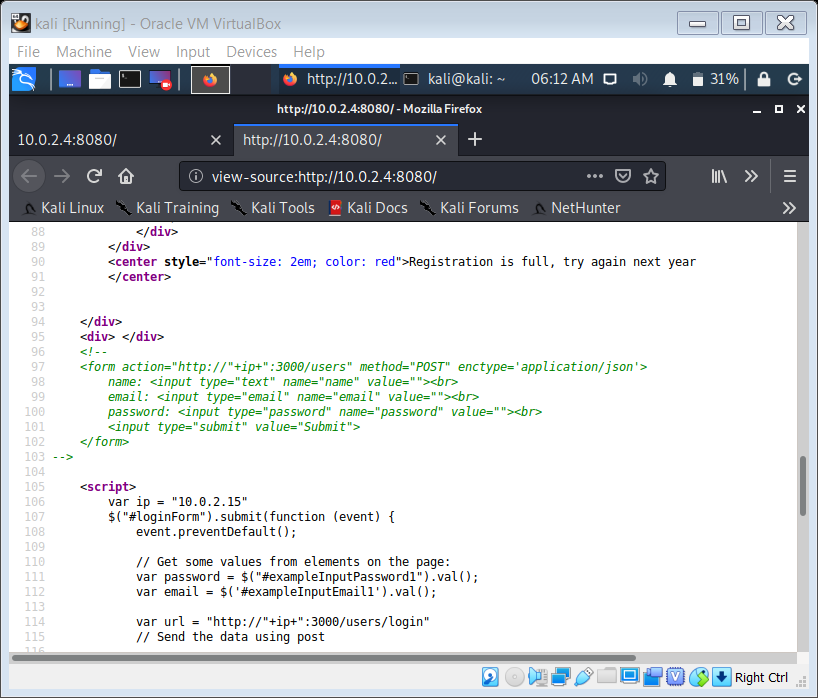 kali [Running] - Oracle VM VirtualBox
File Machine View Input Devices Help
http://10.0.2... kali@kali: ~ 06:12 AM 31%
http://10.0.2.4:8080/ - Mozilla Firefox
10.0.2.4:8080/ http://10.0.2.4:8080/
view-source:http://10.0.2.4:8080/
Kali Linux Kali Training Kali Tools Kali Docs Kali Forums NetHunter
88 </div>
89 </div>
90 <center style="font-size: 2em; color: red">Registration is full, try again next year
91 </center>
92
93
94 </div>
95 <div> </div>
96 <!--
97 <form action="http://"+ip+":3000/users" method="POST" enctype='application/json'>
98 name: <input type="text" name="name" value=""><br>
99 email: <input type="email" name="email" value=""><br>
100 password: <input type="password" name="password" value=""><br>
101 <input type="submit" value="Submit">
102 </form>
103 -->
104
105 <script>
106 var ip = "10.0.2.15"
107 $("#loginForm").submit(function (event) {
108 event.preventDefault();
109
110 // Get some values from elements on the page:
111 var password = $("#exampleInputPassword1").val();
112 var email = $('#exampleInputEmail1').val();
113
114 var url = "http://"+ip+":3000/users/login"
115 // Send the data using post
116
Right Ctrl